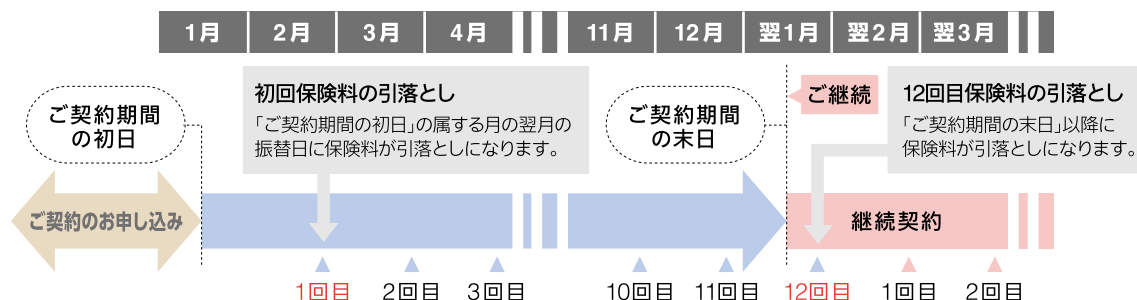 1月 2月 3月 4月 11月 12月 翌1月 翌2月 翌3月
ご契約期間
の初日
初回保険料の引落とし
「ご契約期間の初日」の属する月の翌月の
振替日に保険料が引落としになります。
ご契約期間
の末日
ご継続
12回目保険料の引落とし
「ご契約期間の末日」以降に
保険料が引落としになります。
ご契約のお申し込み
継続契約
1回目 2回目 3回目 10回目 11回目 12回目 1回目 2回目